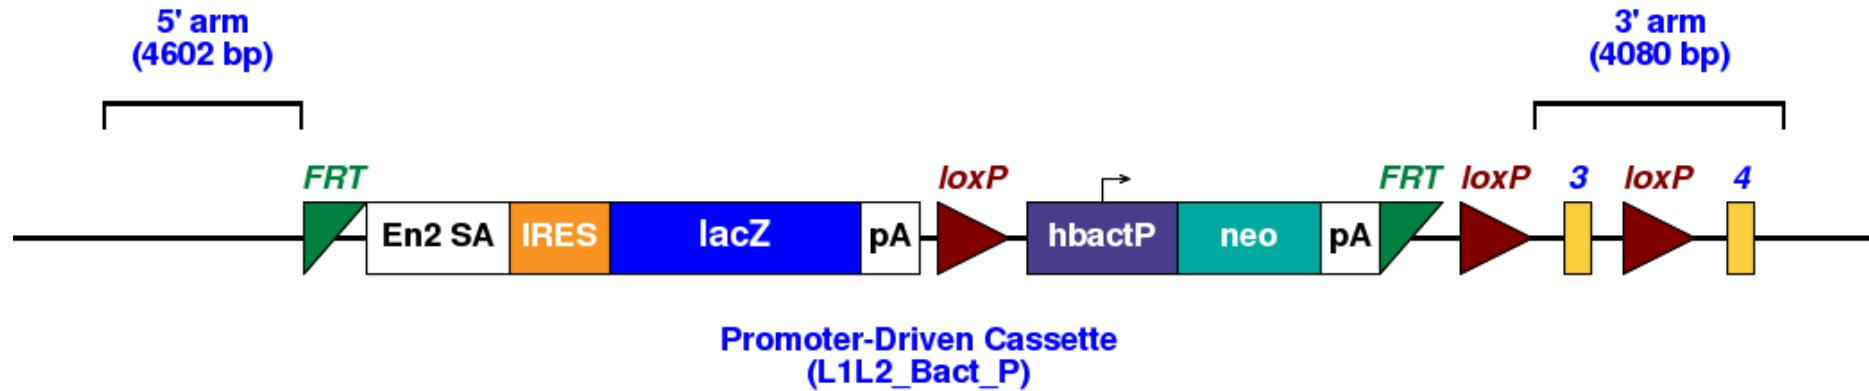 5' arm
(4602 bp)
3' arm
(4080 bp)
FRT
loxP
FRT
loxP
3
loxP
4
En2 SA
IRES
lacZ
pA
hbactP
neo
pA
Promoter-Driven Cassette
(L1L2_Bact_P)